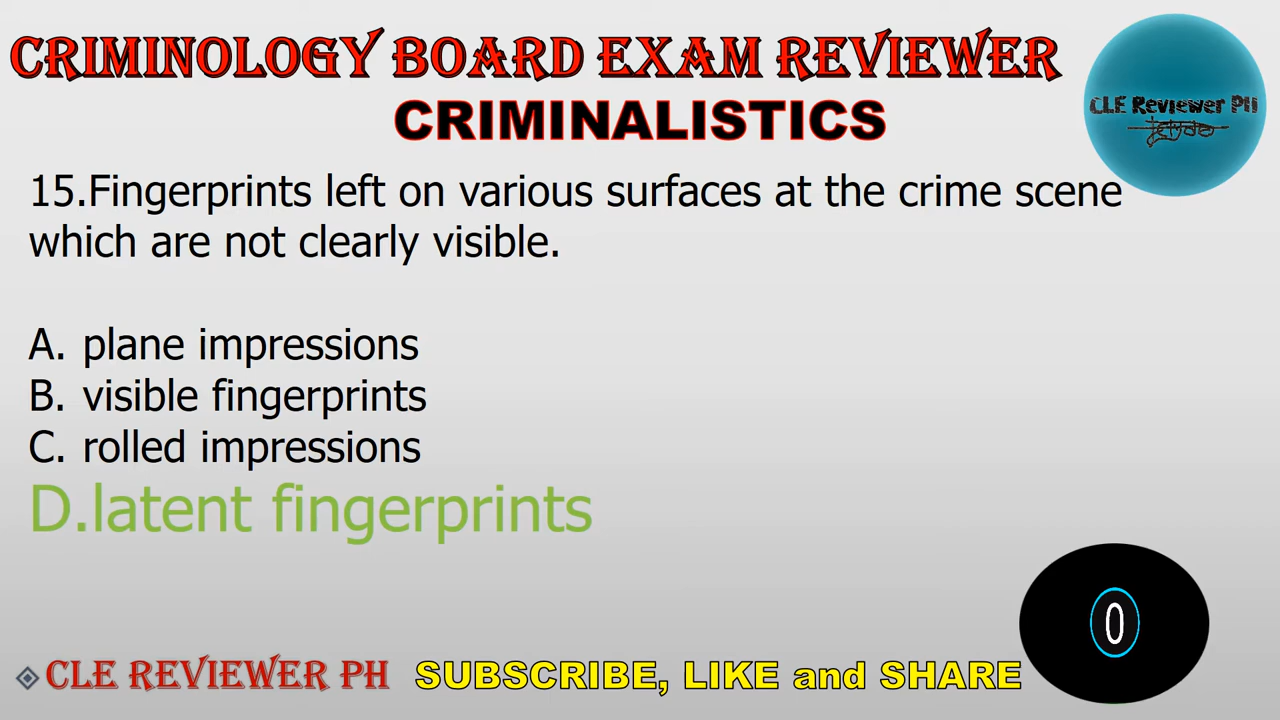 CRIMINOLOGY BOARD EXAM REVIEWER
CRIMINALISTICS
CLE Reviewer PH
15.Fingerprints left on various surfaces at the crime scene
which are not clearly visible.
A. plane impressions
B. visible fingerprints
C. rolled impressions
D.latent fingerprints
0
CLE REVIEWER PH SUBSCRIBE, LIKE and SHARE